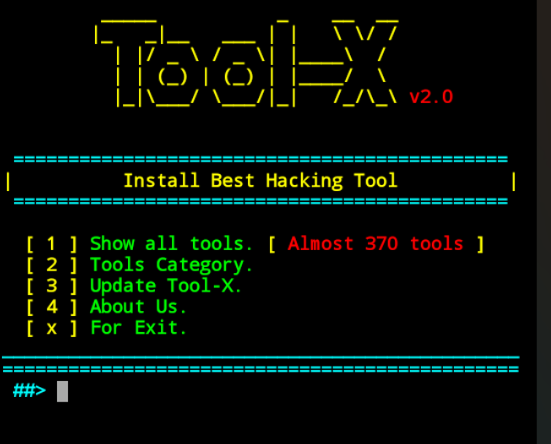 Tool-X v2.0
Install Best Hacking Tool
[ 1 ] Show all tools. [ Almost 370 tools ]
[ 2 ] Tools Category.
[ 3 ] Update Tool-X.
[ 4 ] About Us.
[ x ] For Exit.
##>